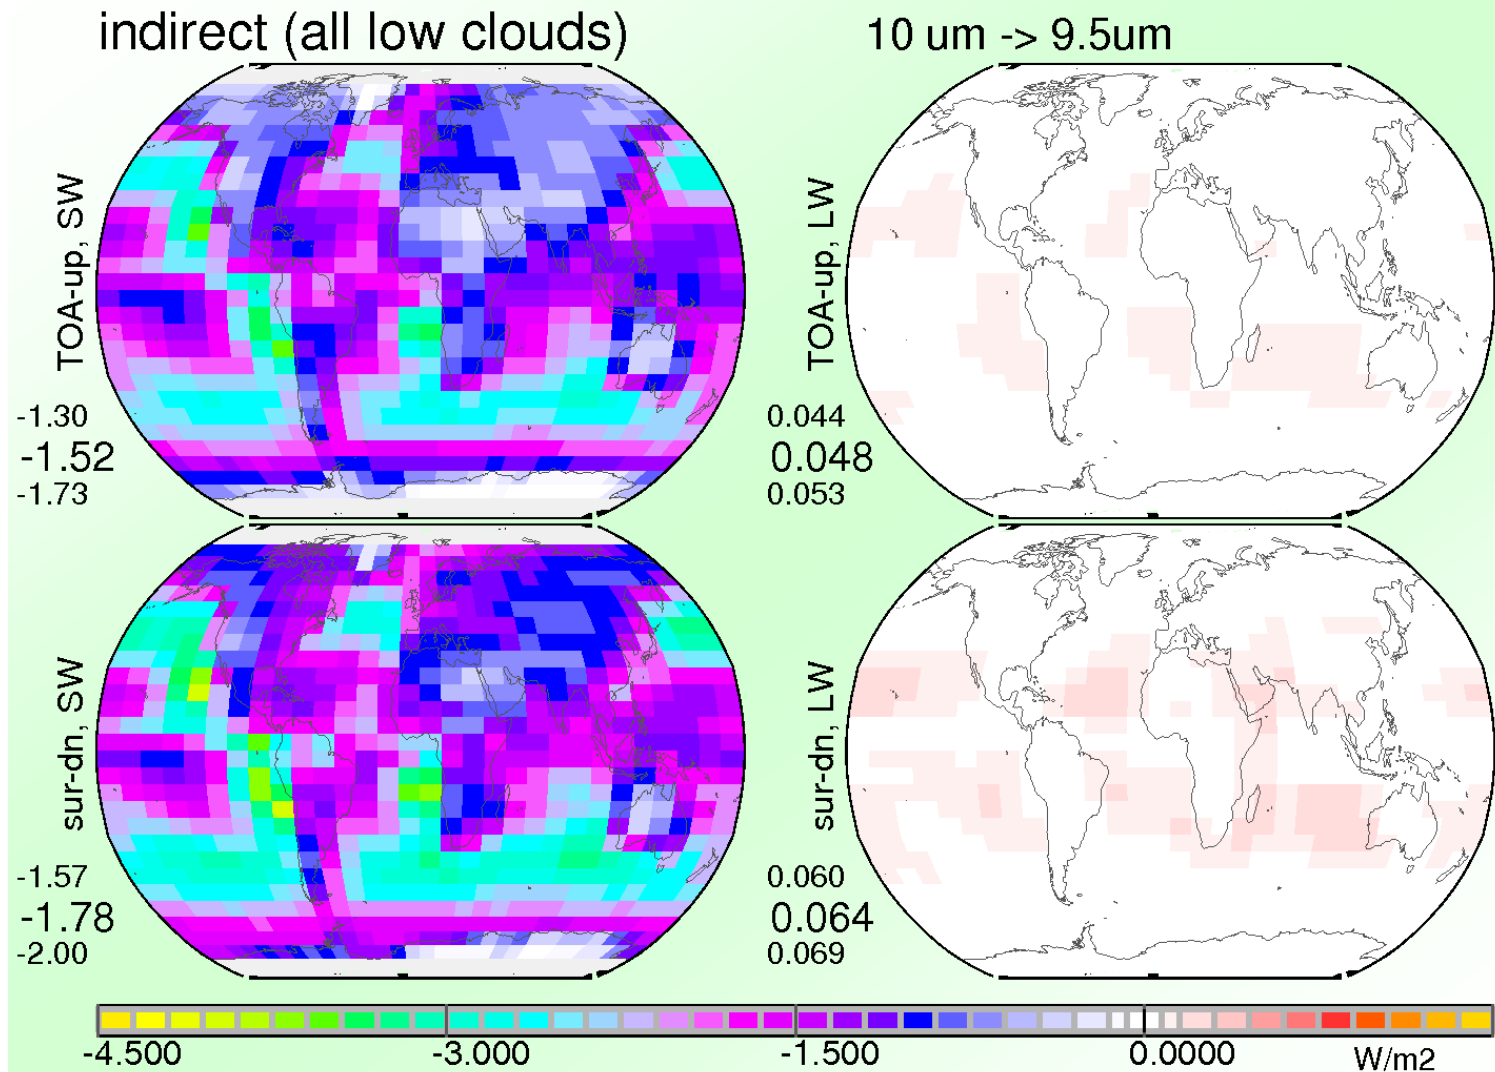 indirect (all low clouds)
10 um -> 9.5um
TOA-up, SW
-1.30
-1.52
-1.73
TOA-up, LW
0.044
0.048
0.053
sur-dn, SW
-1.57
-1.78
-2.00
sur-dn, LW
0.060
0.064
0.069
-4.500 -3.000 -1.500 0.0000 W/m2